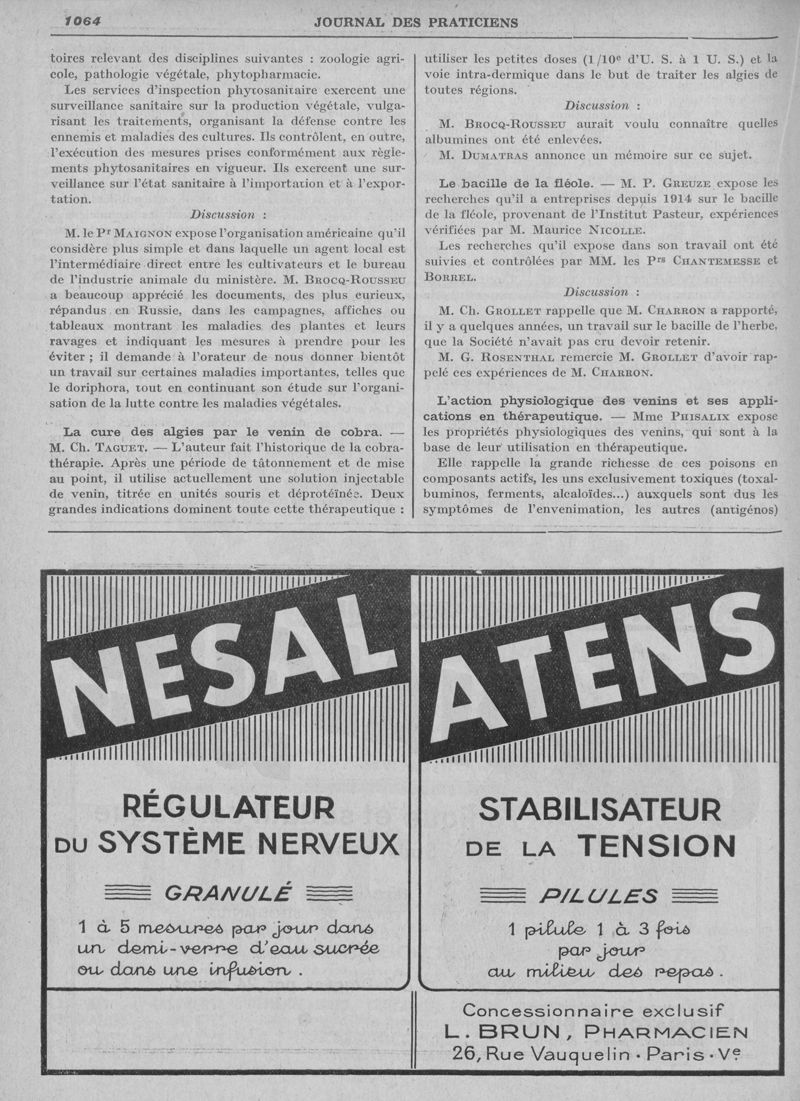 1064
JOURNAL DES PRATICIENS
toires relevant des disciplines suivantes : zoologie agri-
cole, pathologie végétale, phytopharmacie.
Les services d'inspection phytosanitaire exercent une
surveillance sanitaire sur la production végétale, vulga-
risant les traitements, organisant la défense contre les
ennemis et maladies des cultures. Ils contrôlent, en outre,
l'exécution des mesures prises conformément aux règle-
ments phytosanitaires en vigueur. Ils exercent une sur-
veillance sur l'état sanitaire à l'importation et à l'expor-
tation.
Discussion :
M. le Pr MAIGNON expose l'organisation américaine qu'il
considère plus simple et dans laquelle un agent local est
l'intermédiaire direct entre les cultivateurs et le bureau
de l'industrie animale du ministère. M. BROCQ-ROUSSEU
a beaucoup apprécié les documents, des plus curieux,
répandus en Russie, dans les campagnes, affiches ou
tableaux montrant les maladies des plantes et leurs
ravages et indiquant les mesures à prendre pour les
éviter ; il demande à l'orateur de nous donner bientôt
un travail sur certaines maladies importantes, telles que
le doriphora, tout en continuant son étude sur l'organi-
sation de la lutte contre les maladies végétales.
La cure des algies par le venin de cobra. —
M. Ch. TAGUET. — L'auteur fait l'historique de la cobra-
thérapie. Après une période de tâtonnement et de mise
au point, il utilise actuellement une solution injectable
de venin, titrée en unités souris et déprotéinée. Deux
grandes indications dominent toute cette thérapeutique :
utiliser les petites doses (1/10e d'U. S. à 1 U. S.) et la
voie intra-dermique dans le but de traiter les algies de
toutes régions.
Discussion :
M. BROCQ-ROUSSEU aurait voulu connaître quelles
albumines ont été enlevées.
M. DUMATRAS annonce un mémoire sur ce sujet.
Le bacille de la fléole. — M. P. GREUZE expose les
recherches qu'il a entreprises depuis 1914 sur le bacille
de la fléole, provenant de l'Institut Pasteur, expériences
vérifiées par M. Maurice NICOLLE.
Les recherches qu'il expose dans son travail ont été
suivies et contrôlées par MM. les Prs CHANTEMESSE et
BORREL.
Discussion :
M. Ch. GROLLET rappelle que M. CHARRON a rapporté,
il y a quelques années, un travail sur le bacille de l'herbe,
que la Société n'avait pas cru devoir retenir.
M. G. ROSENTHAL remercie M. GROLLET d'avoir rap-
pelé ces expériences de M. CHARRON.
L'action physiologique des venins et ses appli-
cations en thérapeutique. — Mme PHISALIX expose
les propriétés physiologiques des venins, qui sont à la
base de leur utilisation en thérapeutique.
Elle rappelle la grande richesse de ces poisons en
composants actifs, les uns exclusivement toxiques (toxal-
buminos, ferments, alcaloïdes...) auxquels sont dus les
symptômes de l'envenimation, les autres (antigénos)
NESAL
RÉGULATEUR
DU SYSTÈME NERVEUX
GRANULÉ
1 à 5 mesures par jour dans
un demi-verre d'eau sucrée
ou dans une infusion.
ATENS
STABILISATEUR
DE LA TENSION
PILULES
1 pilule 1 à 3 fois
par jour
au milieu des repas.
Concessionnaire exclusif
L. BRUN, PHARMACIEN
26, Rue Vauquelin • Paris • Ve